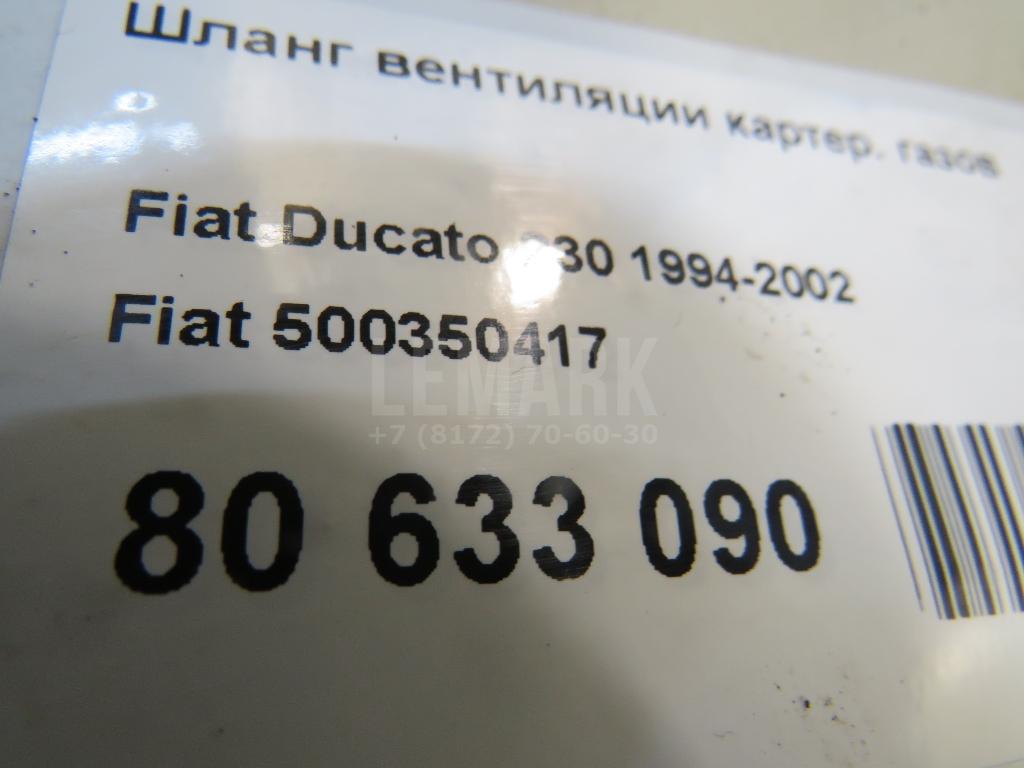 Шланг вентиляции картер. газов
Fiat Ducato 1994-2002
Fiat 500350417
LEMARK
+7 (8172) 70-60-30
80 633 090